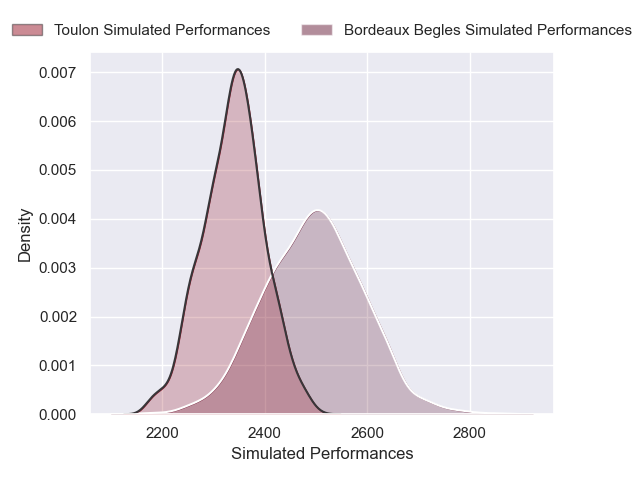 Toulon Simulated Performances Bordeaux Begles Simulated Performances
0.007
0.006
0.005
0.004
0.003
0.002
0.001
0.000
Density
2200 2400 2600 2800
Simulated Performances